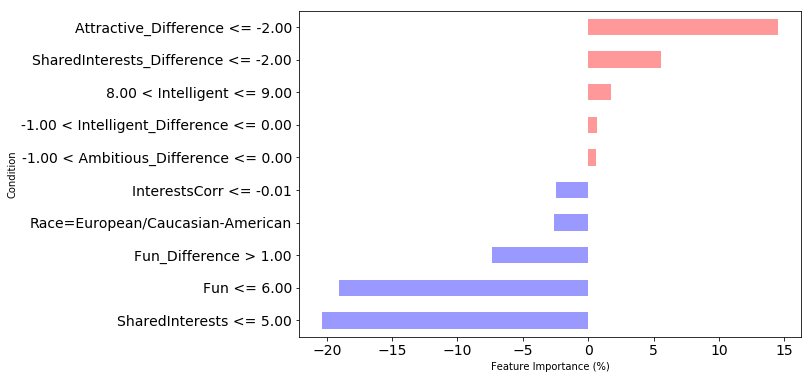 Attractive_Difference <= -2.00
SharedInterests_Difference <= -2.00
8.00 < Intelligent <= 9.00
-1.00 < Intelligent_Difference <= 0.00
-1.00 < Ambitious_Difference <= 0.00
InterestsCorr <= -0.01
Race=European/Caucasian-American
Fun_Difference > 1.00
Fun <= 6.00
SharedInterests <= 5.00
Condition
−20 −15 −10 −5 0 5 10 15
Feature Importance (%)